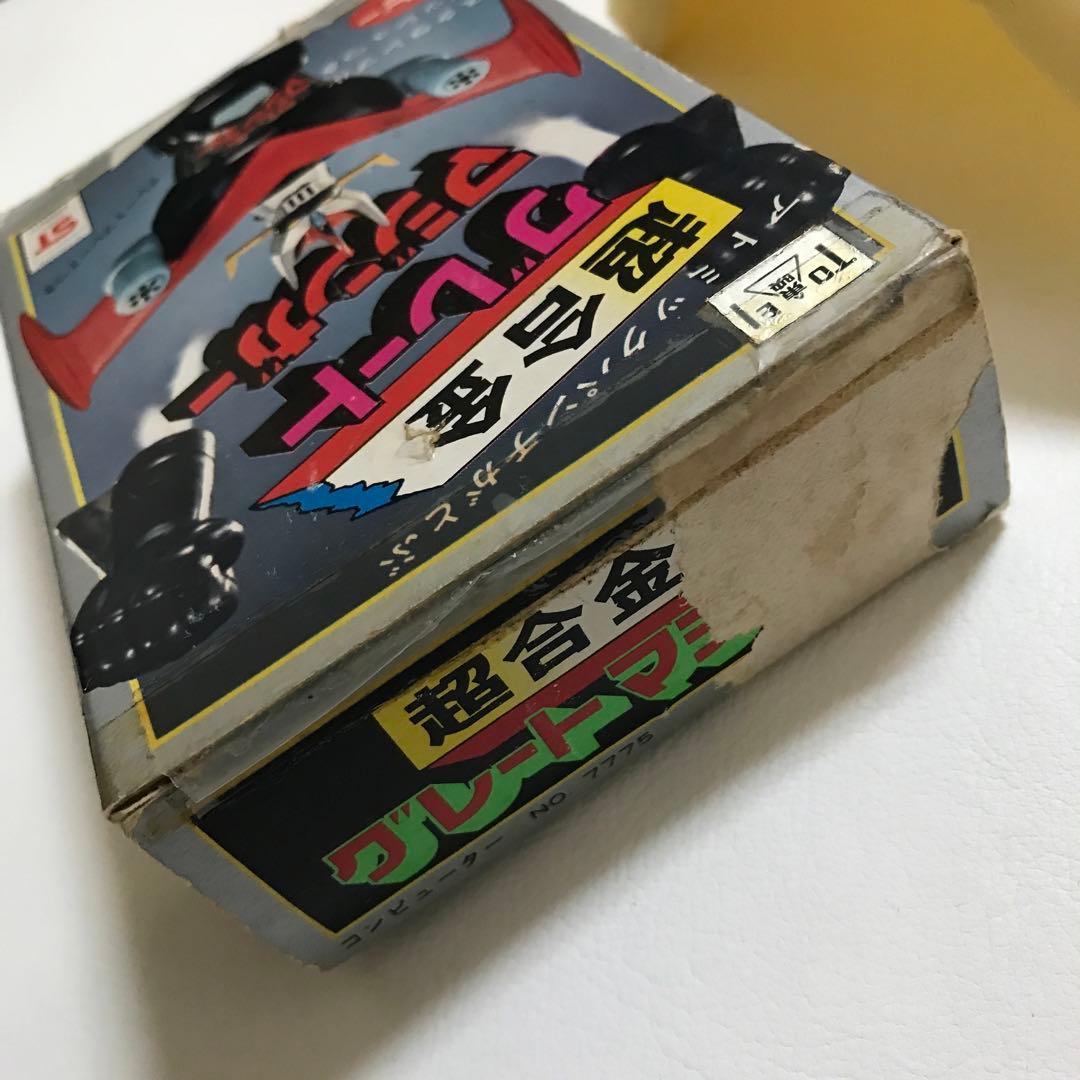 超合金
グレート
マジンガー
アトミックパンチがとぶ
ST
超合金
グレートマジ
コンピューター NO 7775